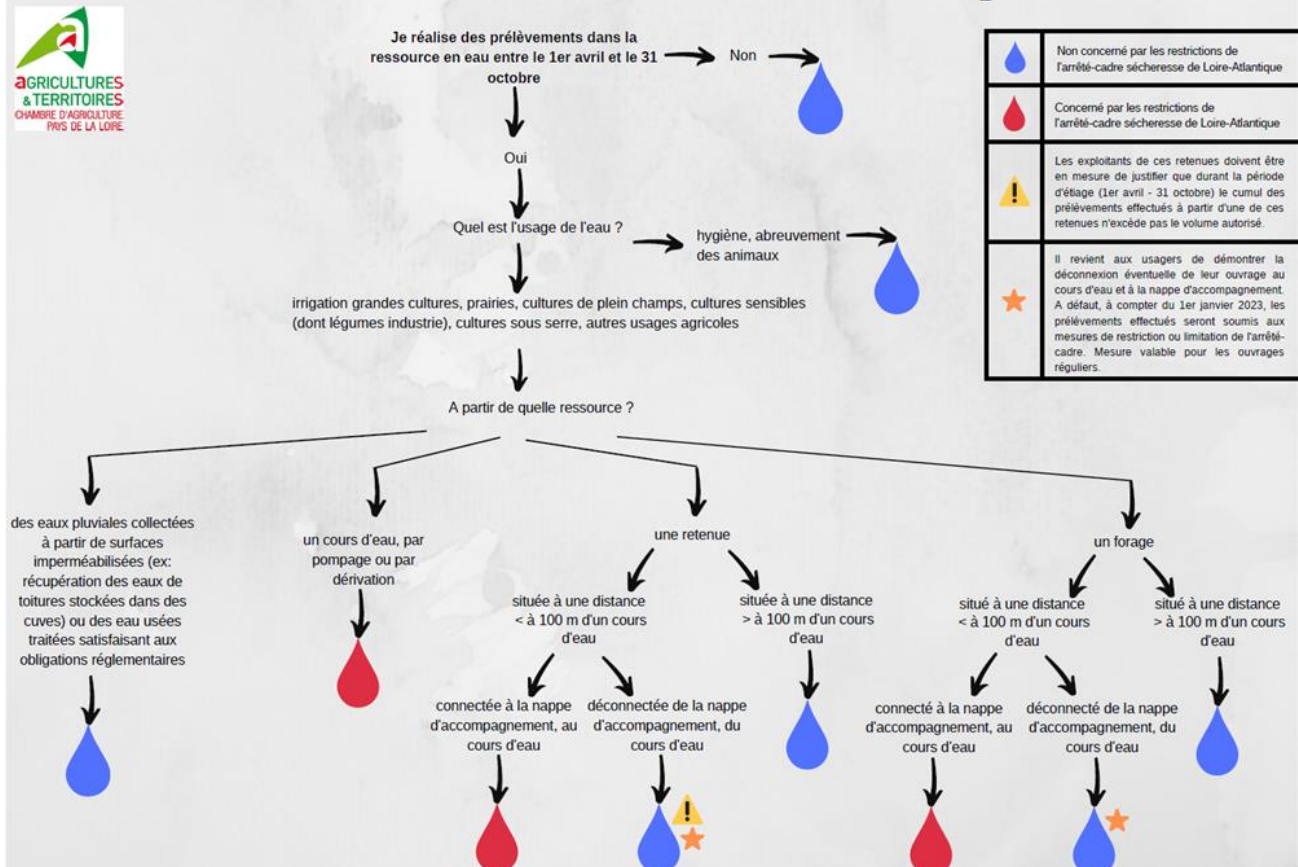 aGRICULTURES
& TERRITOIRES
CHAMBRE D'AGRICULTURE
PAYS DE LA LOIRE
Je réalise des prélèvements dans la
ressource en eau entre le 1er avril et le 31
octobre
Non
Oui
Quel est l'usage de l'eau ?
hygiène, abreuvement
des animaux
irrigation grandes cultures, prairies, cultures de plein champs, cultures sensibles
(dont légumes industrie), cultures sous serre, autres usages agricoles
A partir de quelle ressource ?
Non concerné par les restrictions de
l'arrêté-cadre sécheresse de Loire-Atlantique
Concerné par les restrictions de
l'arrêté-cadre sécheresse de Loire-Atlantique
Les exploitants de ces retenues doivent être
en mesure de justifier que durant la période
d'étiage (1er avril - 31 octobre) le cumul des
prélèvements effectués à partir d'une de ces
retenues n'excède pas le volume autorisé.
Il revient aux usagers de démontrer la
déconnexion éventuelle de leur ouvrage au
cours d'eau et à la nappe d'accompagnement.
A défaut, à compter du 1er janvier 2023, les
prélèvements effectués seront soumis aux
mesures de restriction ou limitation de l'arrêté-
cadre. Mesure valable pour les ouvrages
réguliers.
des eaux pluviales collectées
à partir de surfaces
imperméabilisées (ex:
récupération des eaux de
toitures stockées dans des
cuves) ou des eau usées
traitées satisfaisant aux
obligations réglementaires
un cours d'eau, par
pompage ou par
dérivation
une retenue
située à une distance
< à 100 m d'un cours
d'eau
située à une distance
> à 100 m d'un cours
d'eau
connectée à la nappe
d'accompagnement, au
cours d'eau
déconnectée de la nappe
d'accompagnement, du
cours d'eau
un forage
situé à une distance
< à 100 m d'un cours
d'eau
situé à une distance
> à 100 m d'un cours
d'eau
connecté à la nappe
d'accompagnement, au
cours d'eau
déconnecté de la nappe
d'accompagnement, du
cours d'eau